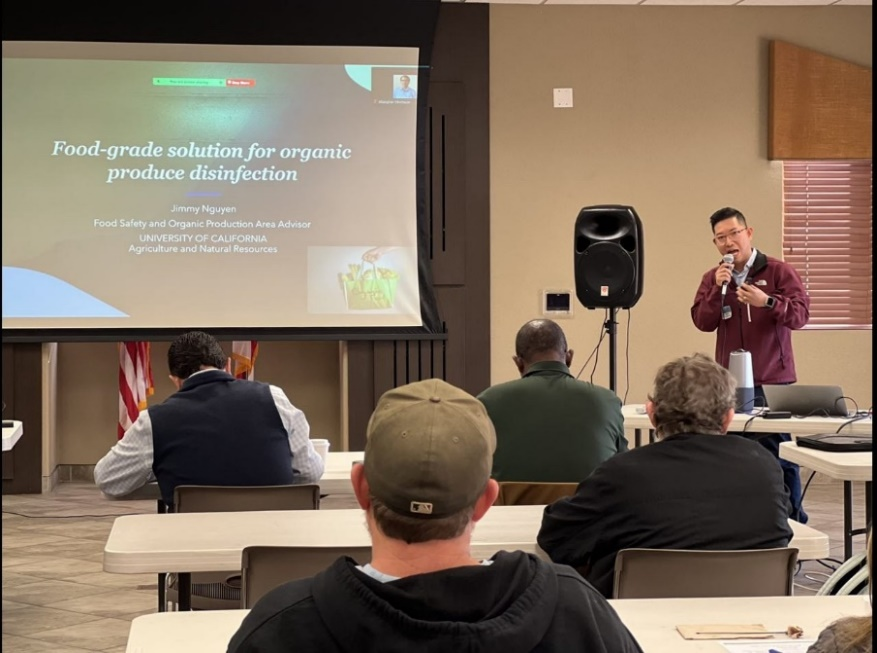 Food-grade solution for organic
produce disinfection
Jimmy Nguyen
Food Safety and Organic Production Area Advisor
UNIVERSITY OF CALIFORNIA
Agriculture and Natural Resources